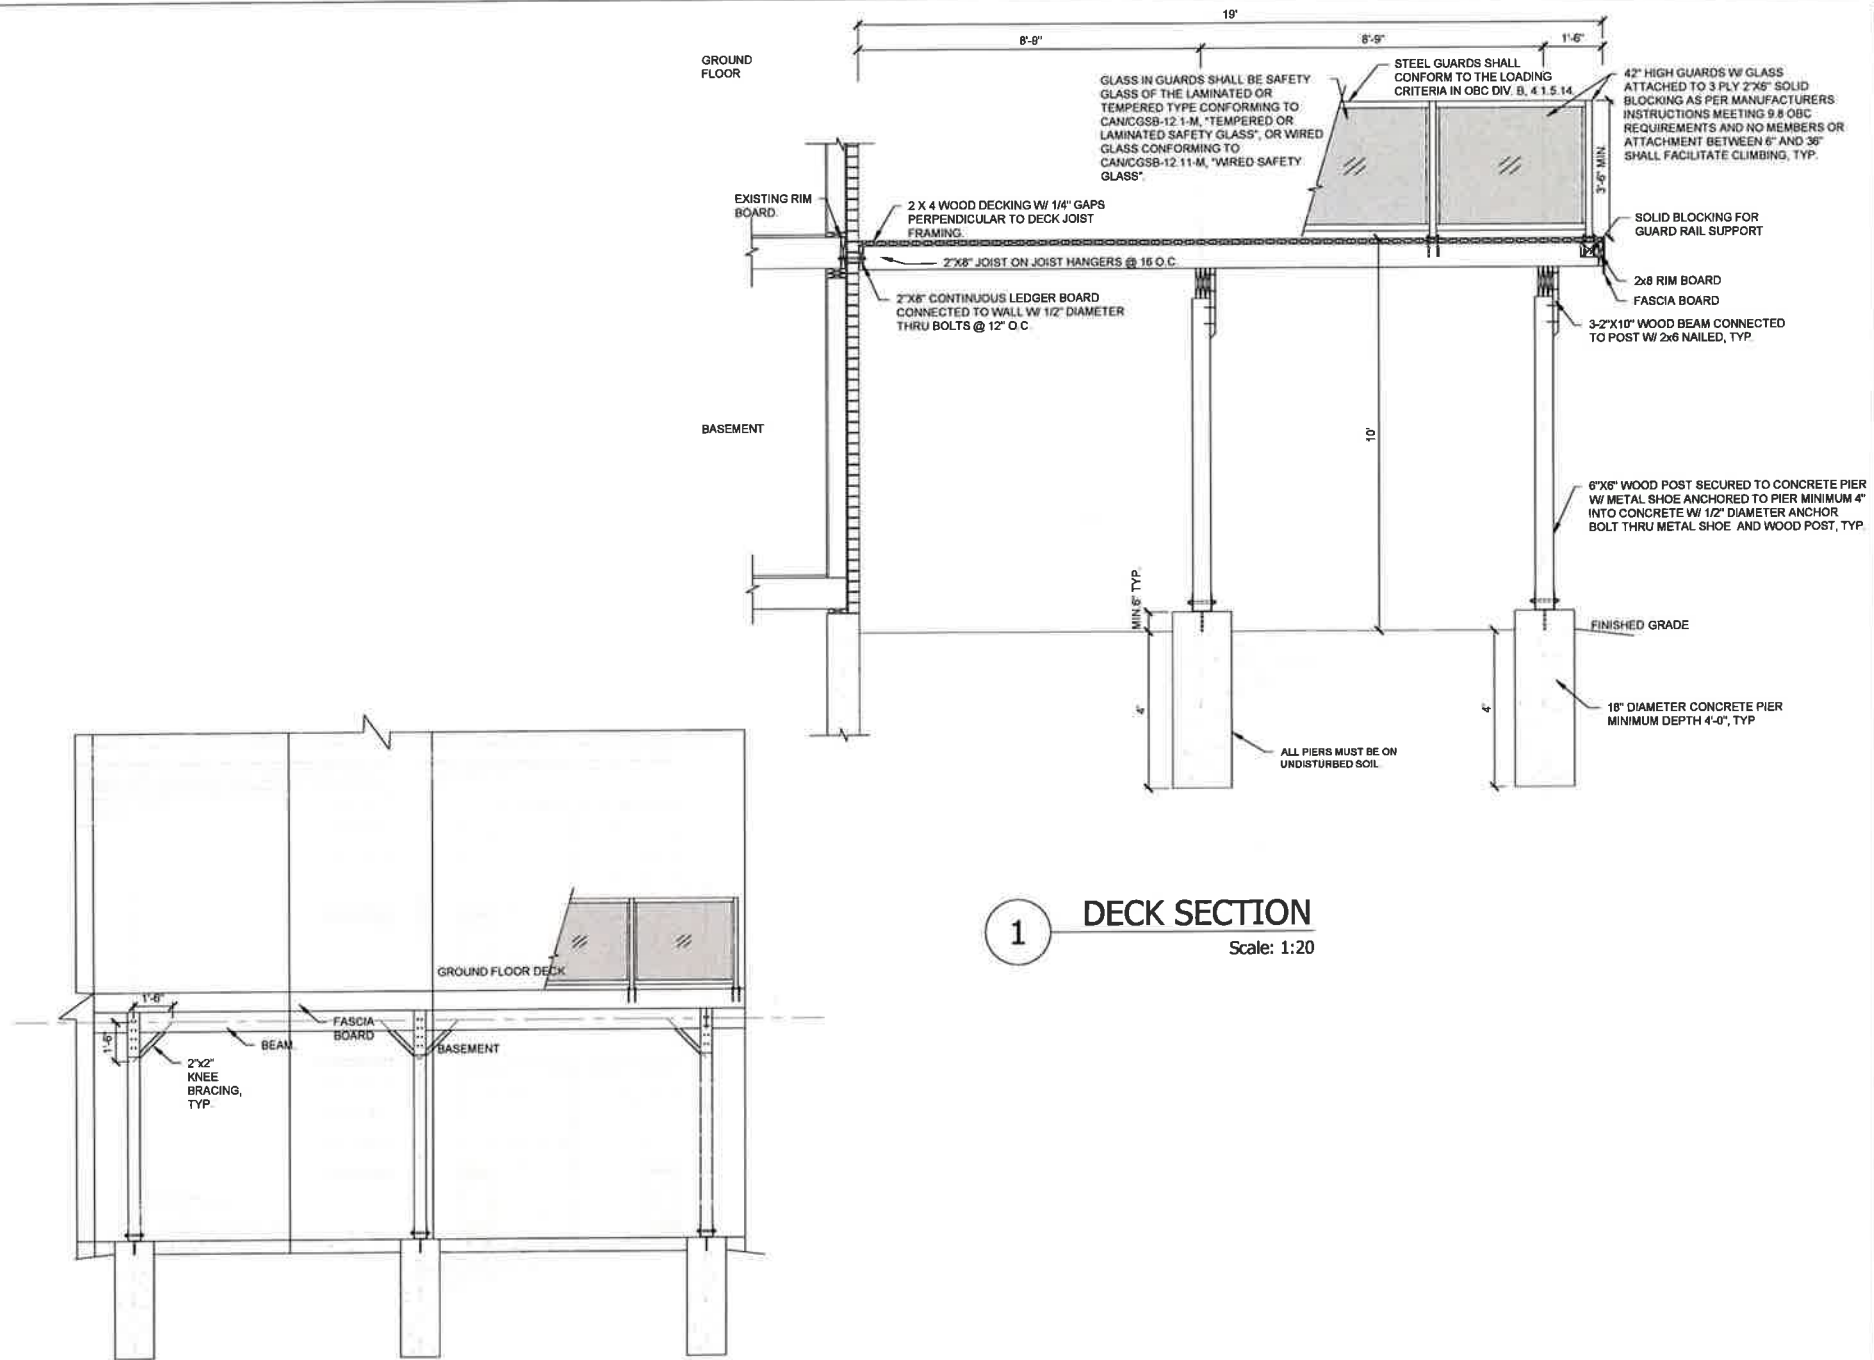 19'
8'-9"
8'-9"
1'-6"
GROUND
FLOOR
GLASS IN GUARDS SHALL BE SAFETY
GLASS OF THE LAMINATED OR
TEMPERED TYPE CONFORMING TO
CAN/CGSB-12.1-M, "TEMPERED OR
LAMINATED SAFETY GLASS", OR WIRED
GLASS CONFORMING TO
CAN/CGSB-12.11-M, "WIRED SAFETY
GLASS".
STEEL GUARDS SHALL
CONFORM TO THE LOADING
CRITERIA IN OBC DIV. B, 4.1.5.14.
42" HIGH GUARDS W/ GLASS
ATTACHED TO 3 PLY 2"X6" SOLID
BLOCKING AS PER MANUFACTURERS
INSTRUCTIONS MEETING 9.8 OBC
REQUIREMENTS AND NO MEMBERS OR
ATTACHMENT BETWEEN 6" AND 36"
SHALL FACILITATE CLIMBING, TYP.
3'-6" MIN.
EXISTING RIM
BOARD.
2 X 4 WOOD DECKING W/ 1/4" GAPS
PERPENDICULAR TO DECK JOIST
FRAMING.
SOLID BLOCKING FOR
GUARD RAIL SUPPORT
2"X8" JOIST ON JOIST HANGERS @ 16 O.C.
2"X8" CONTINUOUS LEDGER BOARD
CONNECTED TO WALL W/ 1/2" DIAMETER
THRU BOLTS @ 12" O.C.
2x8 RIM BOARD
FASCIA BOARD
3-2"X10" WOOD BEAM CONNECTED
TO POST W/ 2x6 NAILED, TYP.
BASEMENT
10'
6"X6" WOOD POST SECURED TO CONCRETE PIER
W/ METAL SHOE ANCHORED TO PIER MINIMUM 4"
INTO CONCRETE W/ 1/2" DIAMETER ANCHOR
BOLT THRU METAL SHOE AND WOOD POST, TYP.
MIN.6" TYP.
FINISHED GRADE
4'
4'
18" DIAMETER CONCRETE PIER
MINIMUM DEPTH 4'-0", TYP
ALL PIERS MUST BE ON
UNDISTURBED SOIL
1
DECK SECTION
Scale: 1:20
GROUND FLOOR DECK
1'-6"
1'-6"
FASCIA
BOARD
BEAM
BASEMENT
2"x2"
KNEE
BRACING,
TYP.